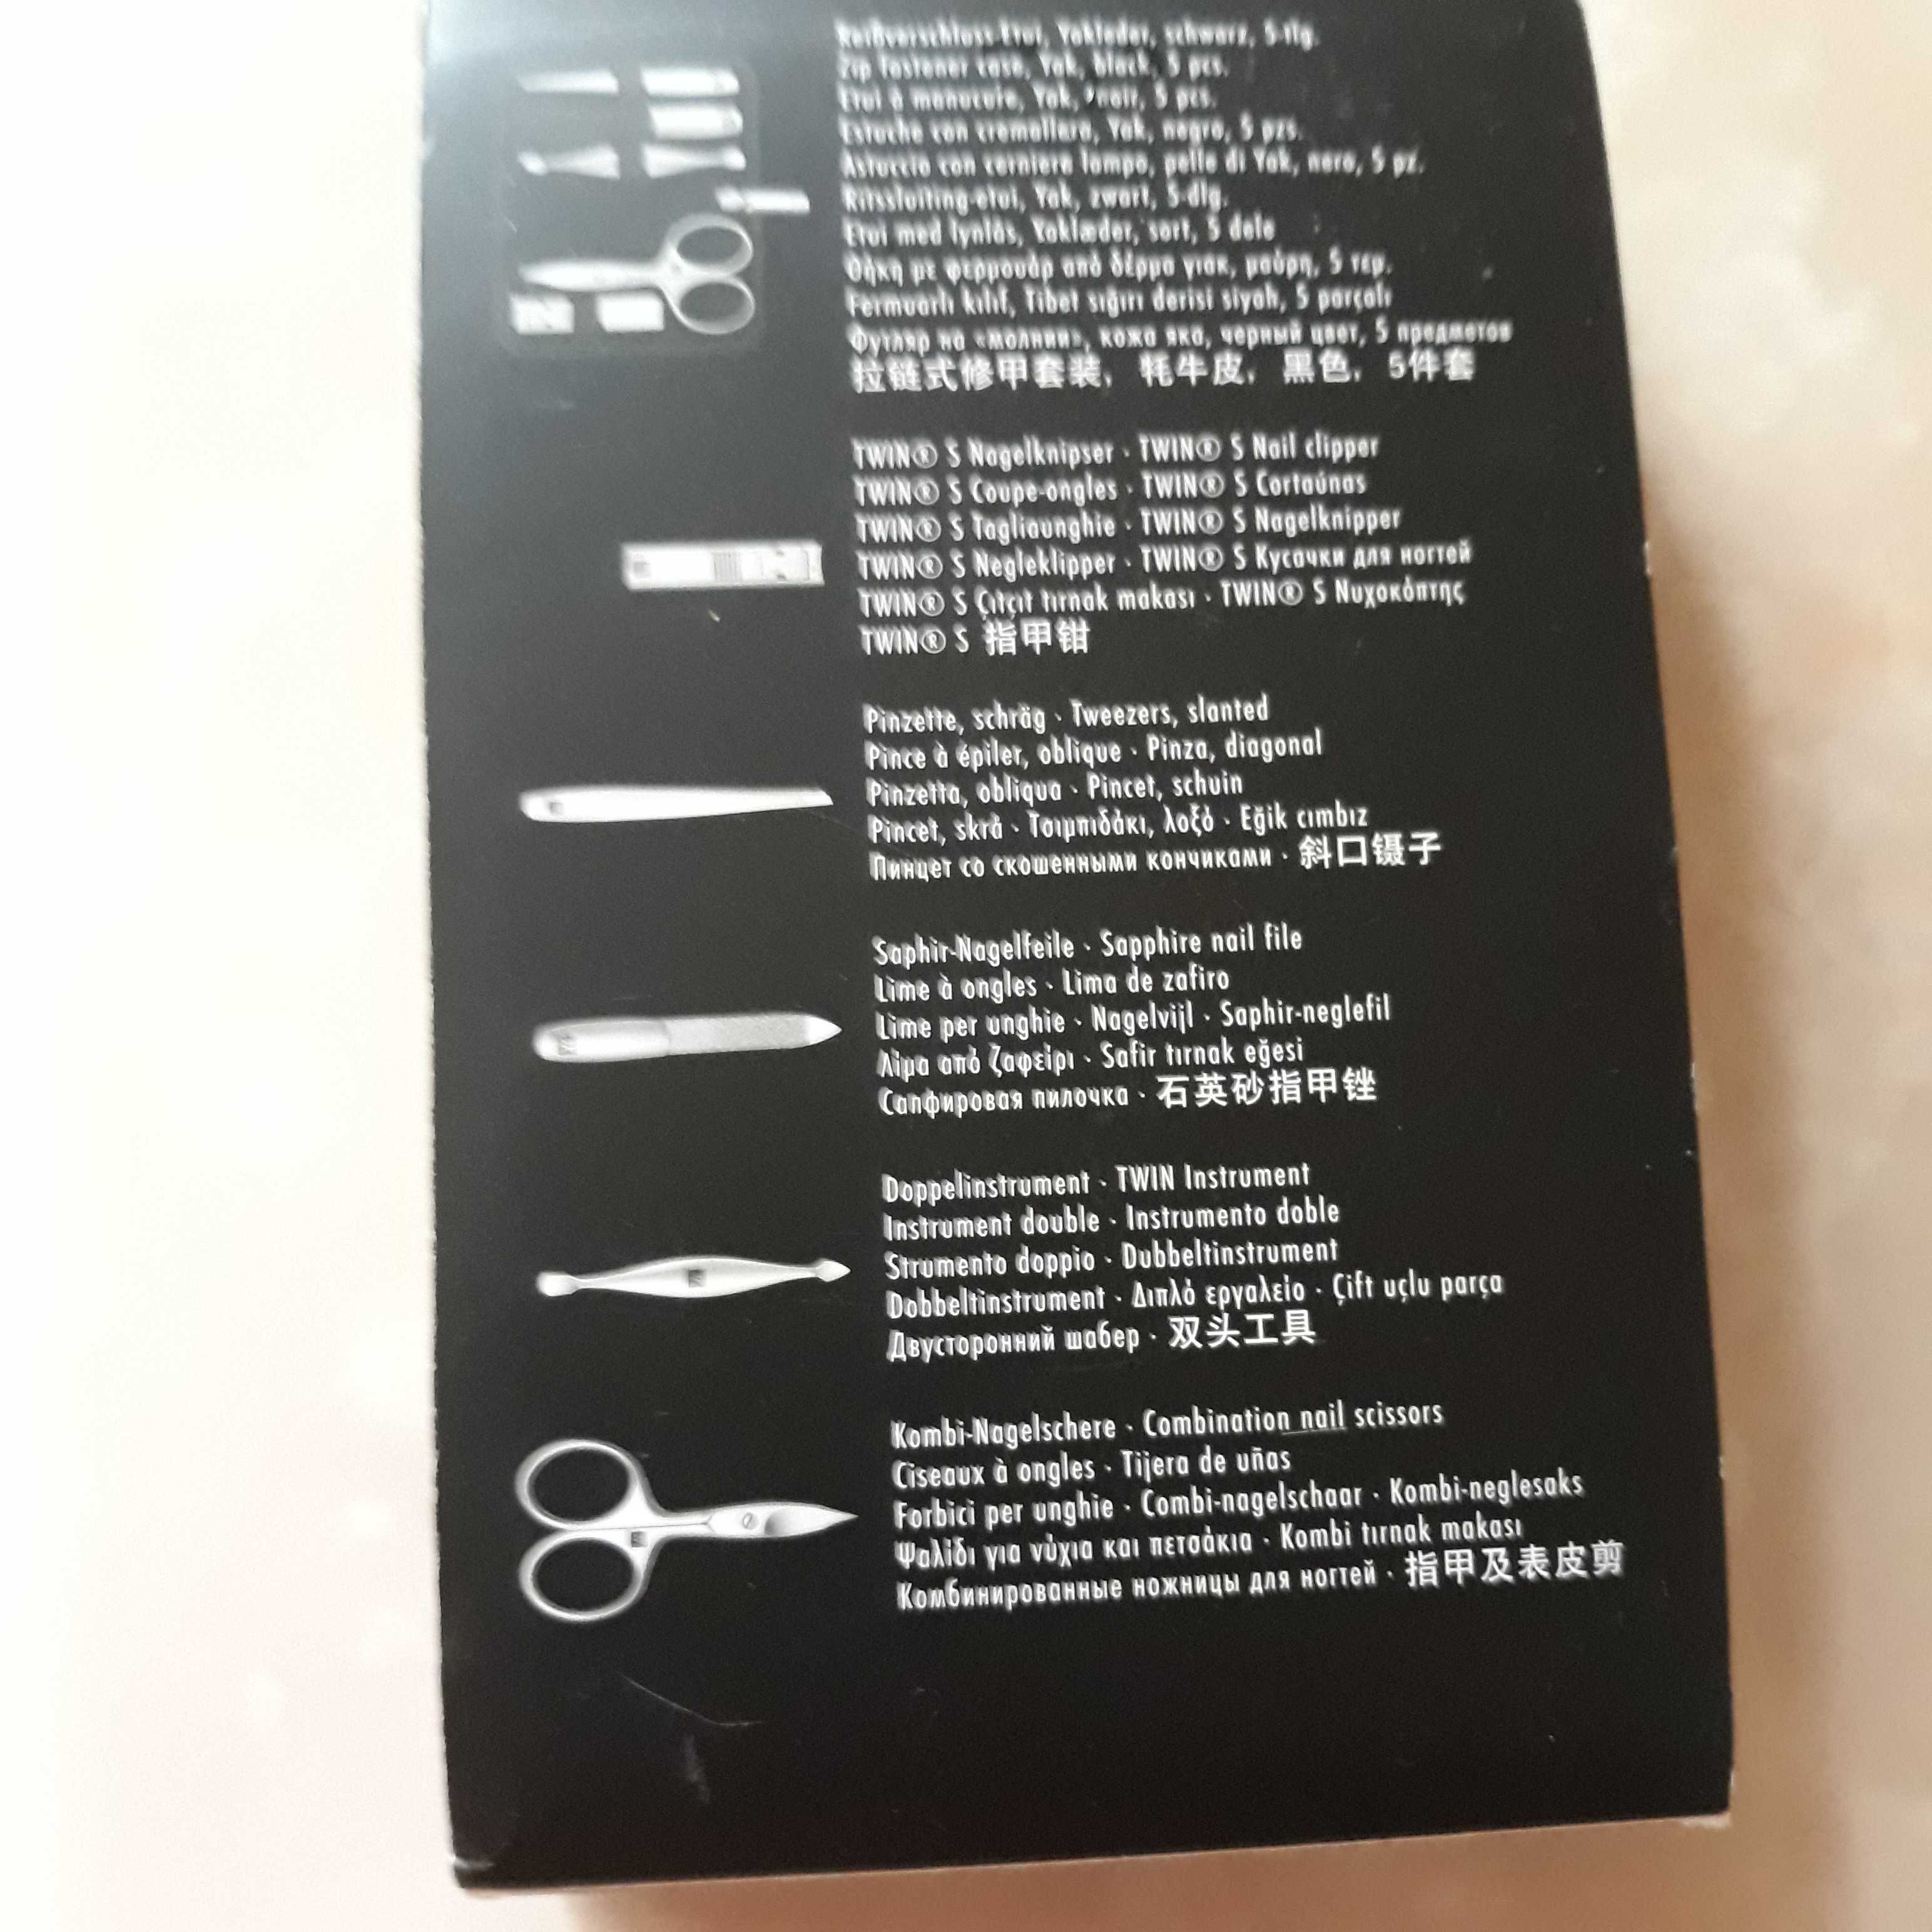 Reißverschluss-Etui, Yakleder, schwarz, 5-tlg.
Zip fastener case, Yak, black, 5 pcs.
Etui à manucure, Yak, noir, 5 pcs.
Estuche con cremallera, Yak, negro, 5 pzs.
Astuccio con cerniera lampo, pelle di Yak, nero, 5 pz.
Ritssluiting-etui, Yak, zwart, 5-dlg.
Etui med lynlås, Yaklæder, sort, 5 dele
Θήκη με φερμουάρ από δέρμα γιακ, μαύρη, 5 τεμ.
Fermuarlı kılıf, Tibet sığırı derisi siyah, 5 parçalı
Футляр на «молнии», кожа яка, черный цвет, 5 предметов
拉链式修甲套装, 牦牛皮, 黑色, 5件套
TWIN® S Nagelknipser · TWIN® S Nail clipper
TWIN® S Coupe-ongles · TWIN® S Cortaúnas
TWIN® S Tagliaunghie · TWIN® S Nagelknipper
TWIN® S Negleklipper · TWIN® S Кусачки для ногтей
TWIN® S Çıtçıt tırnak makası · TWIN® S Νυχοκόπτης
TWIN® S 指甲钳
Pinzette, schräg · Tweezers, slanted
Pince à épiler, oblique · Pinza, diagonal
Pinzetta, obliqua · Pincet, schuin
Pincet, skrå · Τσιμπιδάκι, λοξό · Eğik cımbız
Пинцет со скошенными кончиками · 斜口镊子
Saphir-Nagelfeile · Sapphire nail file
Lime à ongles · Lima de zafiro
Lime per unghie · Nagelvijl · Saphir-neglefil
Λίμα από ζαφείρι · Safir tırnak eğesi
Сапфировая пилочка · 石英砂指甲锉
Doppelinstrument · TWIN Instrument
Instrument double · Instrumento doble
Strumento doppio · Dubbeltinstrument
Dobbeltinstrument · Διπλό εργαλείο · Çift uçlu parça
Двусторонний шабер · 双头工具
Kombi-Nagelschere · Combination nail scissors
Ciseaux à ongles · Tijera de uñas
Forbici per unghie · Combi-nagelschaar · Kombi-neglesaks
Ψαλίδι για νύχια και πετσάκια · Kombi tırnak makası
Комбинированные ножницы для ногтей · 指甲及表皮剪